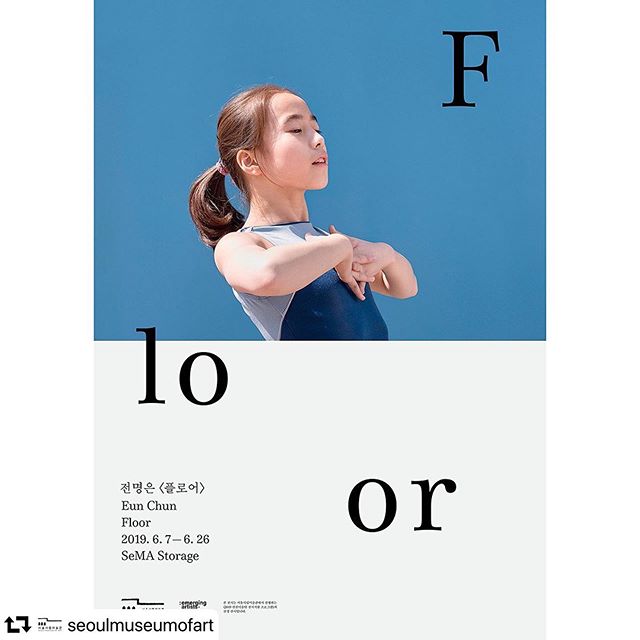 F
lo
or
전명은 〈플로어〉
Eun Chun
Floor
2019. 6. 7 — 6. 26
SeMA Storage
emerging
artists
seoulmuseumofart